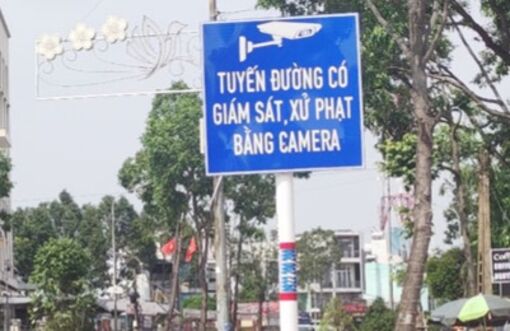 TUYẾN ĐƯỜNG CÓ
GIÁM SÁT, XỬ PHẠT
BẰNG CAMERA